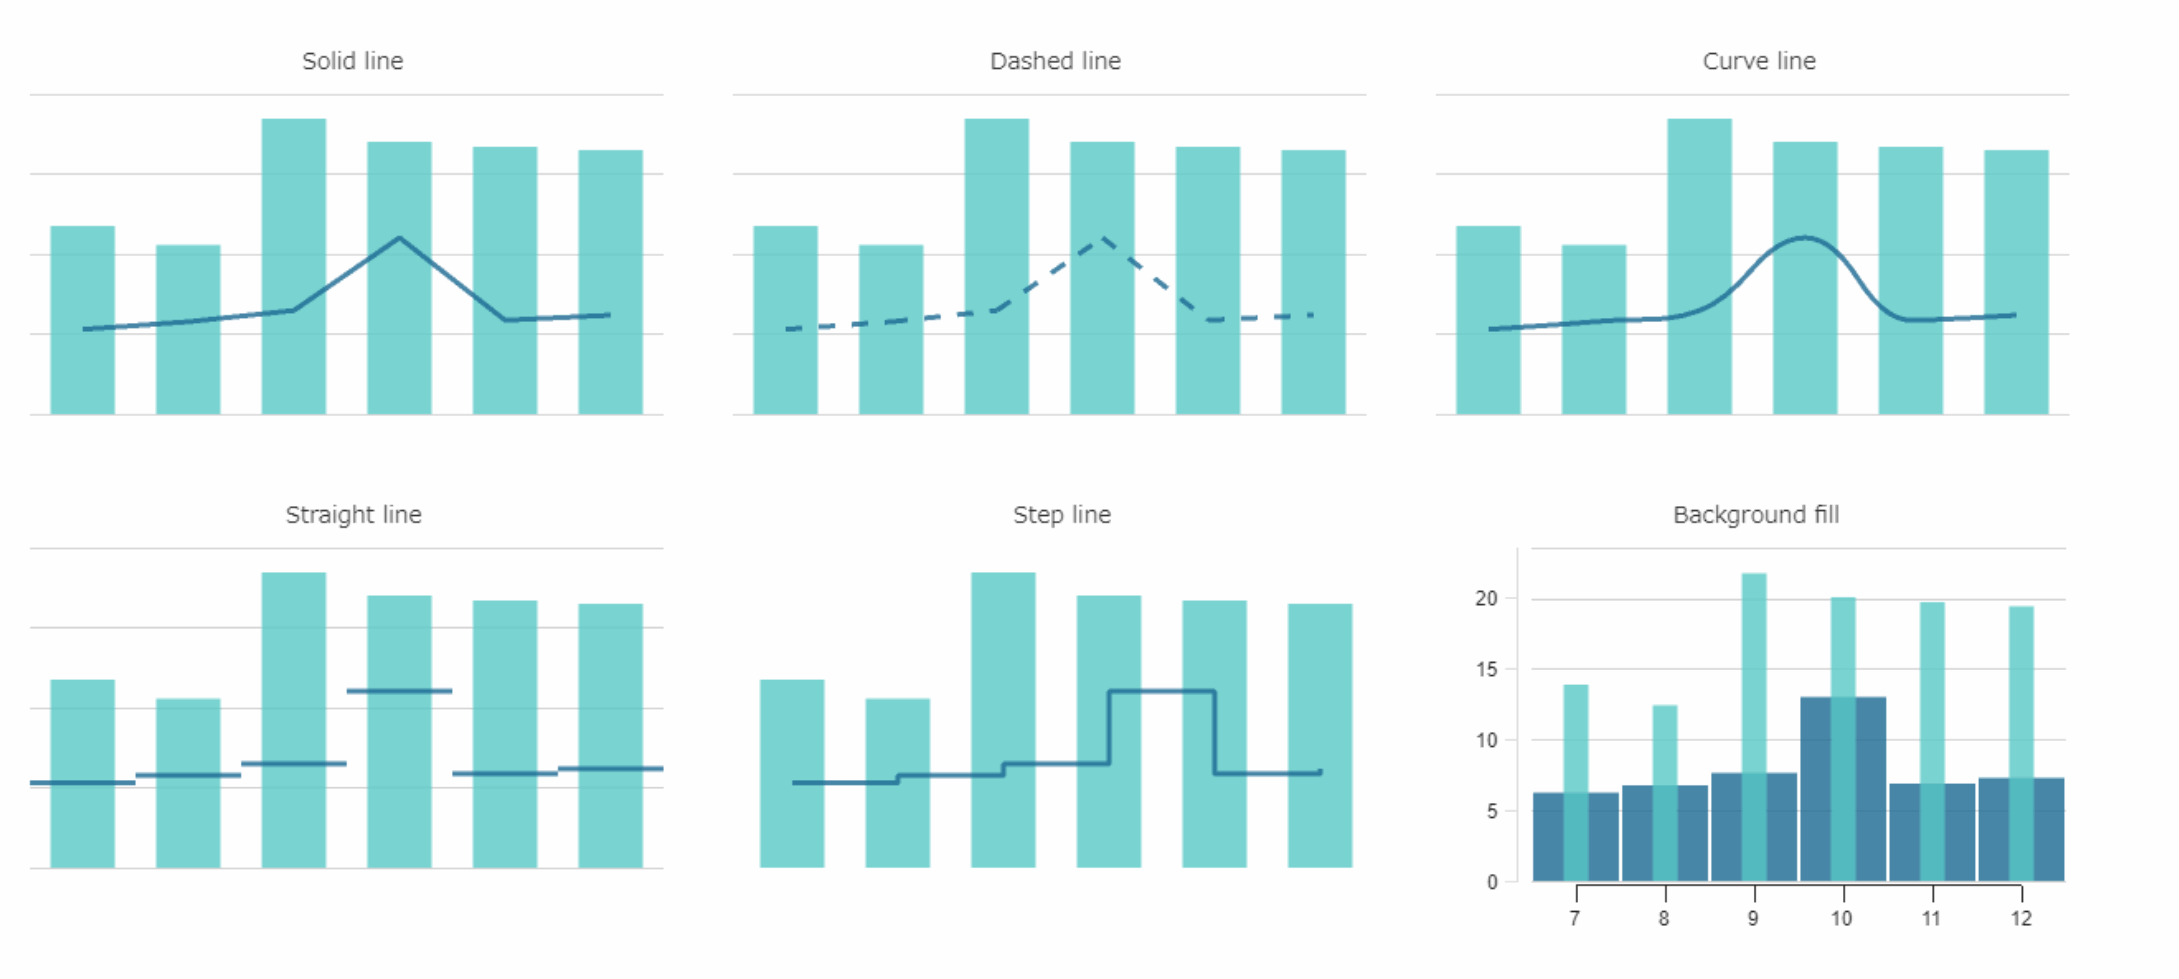 Solid line
Dashed line
Curve line
Straight line
Step line
Background fill
20
15
10
5
0
7 8 9 10 11 12